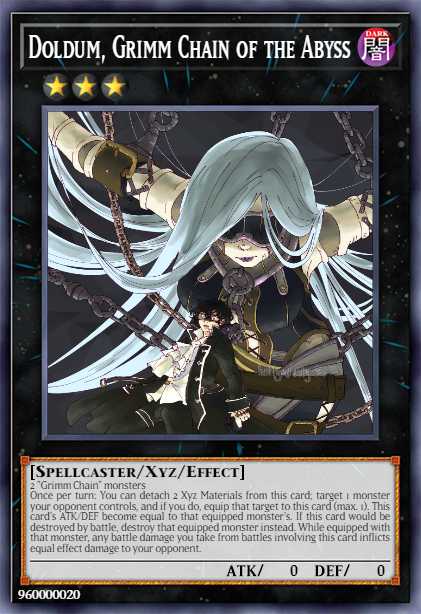 DOLDUM, GRIMM CHAIN OF THE ABYSS
DARK
闇
[SPELLCASTER/XYZ/EFFECT]
2 "Grimm Chain" monsters
Once per turn: You can detach 2 Xyz Materials from this card; target 1 monster
your opponent controls, and if you do, equip that target to this card (max. 1). This
card's ATK/DEF become equal to that equipped monster's. If this card would be
destroyed by battle, destroy that equipped monster instead. While equipped with
that monster, any battle damage you take from battles involving this card inflicts
equal effect damage to your opponent.
ATK/ 0 DEF/ 0
960000020